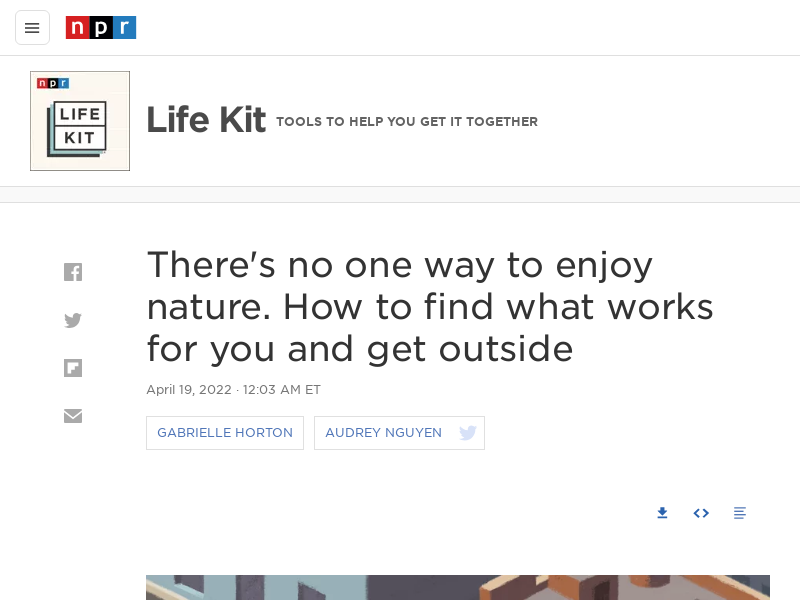 npr
npr
LIFE
KIT
Life Kit TOOLS TO HELP YOU GET IT TOGETHER
There's no one way to enjoy
nature. How to find what works
for you and get outside
April 19, 2022 · 12:03 AM ET
GABRIELLE HORTON AUDREY NGUYEN